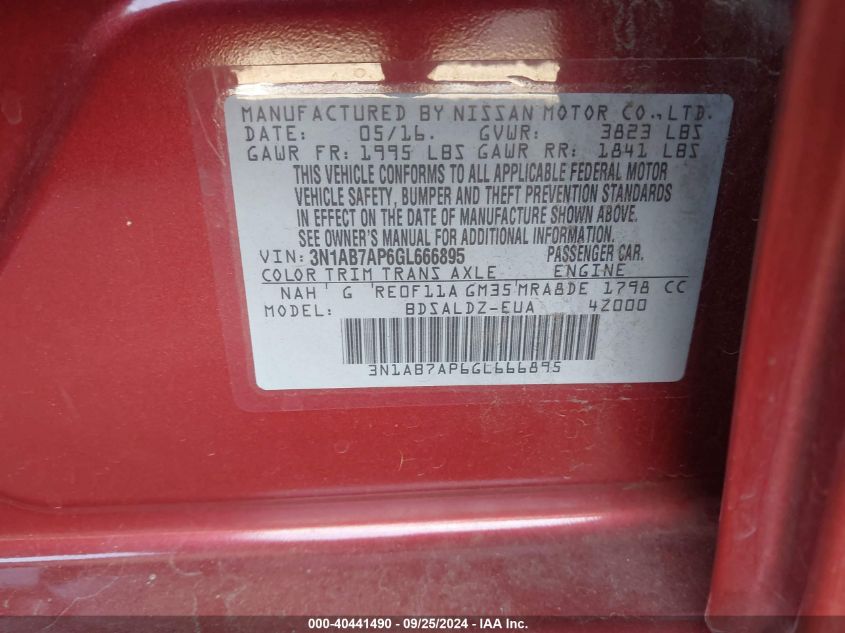 MANUFACTURED BY NISSAN MOTOR CO., LTD.
DATE: 05/16. GVWR: 3823 LBS
GAWR FR: 1995 LBS GAWR RR: 1841 LBS
THIS VEHICLE CONFORMS TO ALL APPLICABLE FEDERAL MOTOR
VEHICLE SAFETY, BUMPER AND THEFT PREVENTION STANDARDS
IN EFFECT ON THE DATE OF MANUFACTURE SHOWN ABOVE.
SEE OWNER'S MANUAL FOR ADDITIONAL INFORMATION.
VIN: 3N1AB7AP6GL666895 PASSENGER CAR.
COLOR TRIM TRANS AXLE ENGINE
NAH G RE0F11A GM35 MRA8DE 1798 CC
MODEL: BDSALDZ-EUA 4Z000
3N1AB7AP6GL666895
000-40441490 - 09/25/2024 - IAAI.COM